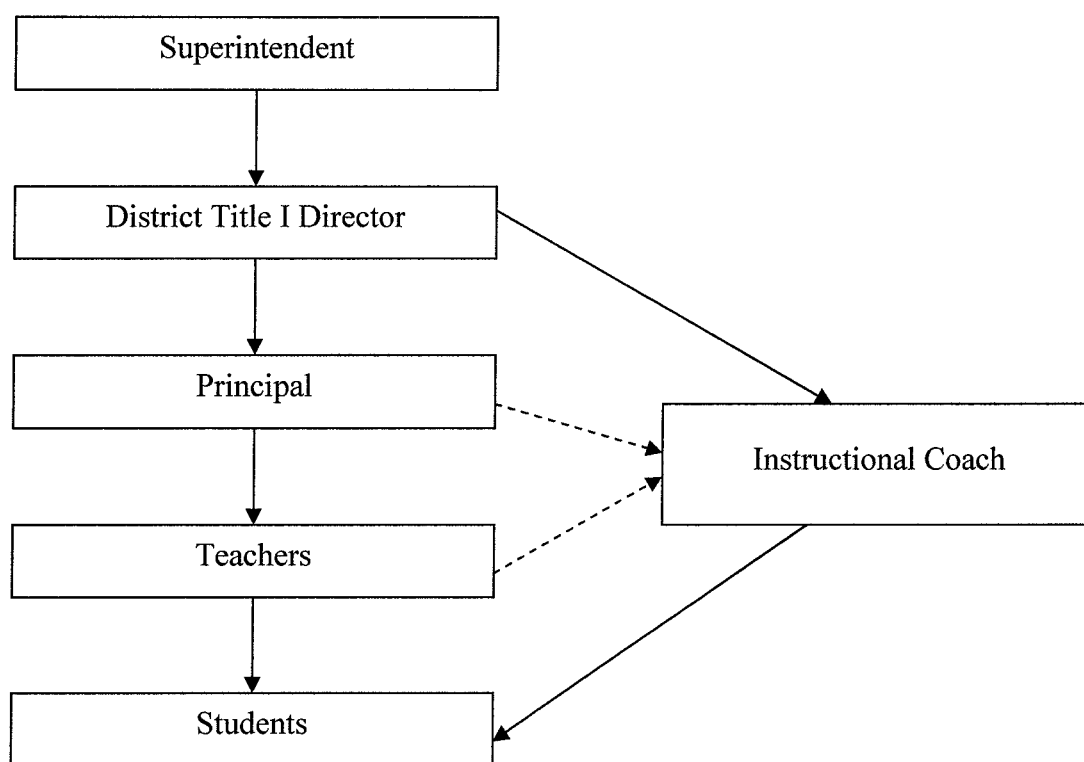 Superintendent
District Title I Director
Principal
Instructional Coach
Teachers
Students